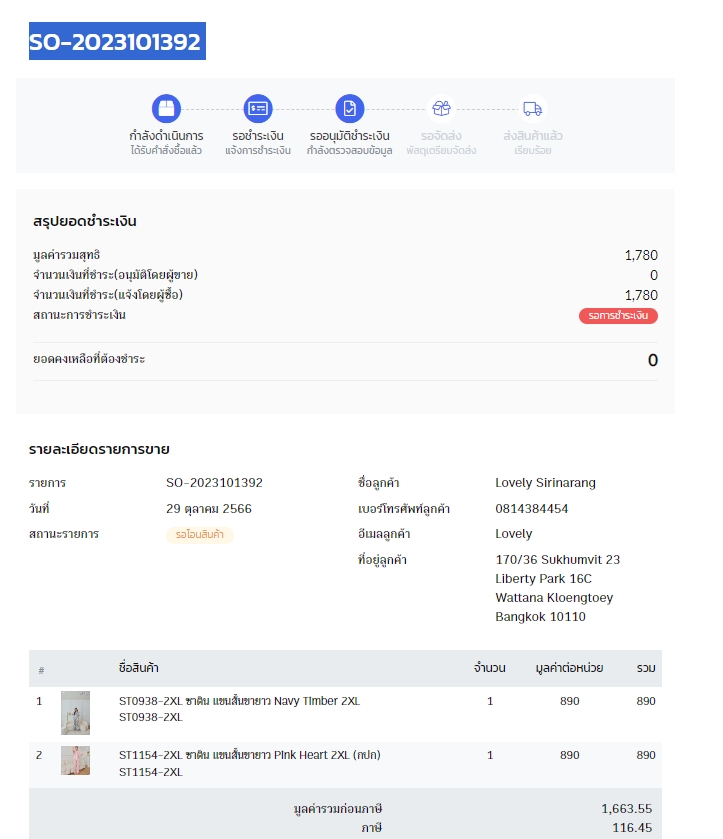 SO-2023101392
กำลังดำเนินการ รอชำระเงิน รออนุมัติชำระเงิน รอจัดส่ง ส่งสินค้าแล้ว
ได้รับคำสั่งซื้อแล้ว แจ้งการชำระเงิน กำลังตรวจสอบข้อมูล พัสดุเตรียมจัดส่ง เรียบร้อย
สรุปยอดชำระเงิน
มูลค่ารวมสุทธิ 1,780
จำนวนเงินที่ชำระ(อนุมัติโดยผู้ขาย) 0
จำนวนเงินที่ชำระ(แจ้งโดยผู้ซื้อ) 1,780
สถานะการชำระเงิน รอการชำระเงิน
ยอดคงเหลือที่ต้องชำระ 0
รายละเอียดรายการขาย
รายการ SO-2023101392 ชื่อลูกค้า Lovely Sirinarang
วันที่ 29 ตุลาคม 2566 เบอร์โทรศัพท์ลูกค้า 0814384454
สถานะรายการ รอโอนสินค้า อีเมลลูกค้า Lovely
ที่อยู่ลูกค้า 170/36 Sukhumvit 23
Liberty Park 16C
Wattana Kloengtoey
Bangkok 10110
# ชื่อสินค้า จำนวน มูลค่าต่อหน่วย รวม
1 ST0938-2XL ซาติน แขนสั้นขายาว Navy Timber 2XL 1 890 890
ST0938-2XL
2 ST1154-2XL ซาติน แขนสั้นขายาว Pink Heart 2XL (กปก) 1 890 890
ST1154-2XL
มูลค่ารวมก่อนภาษี 1,663.55
ภาษี 116.45